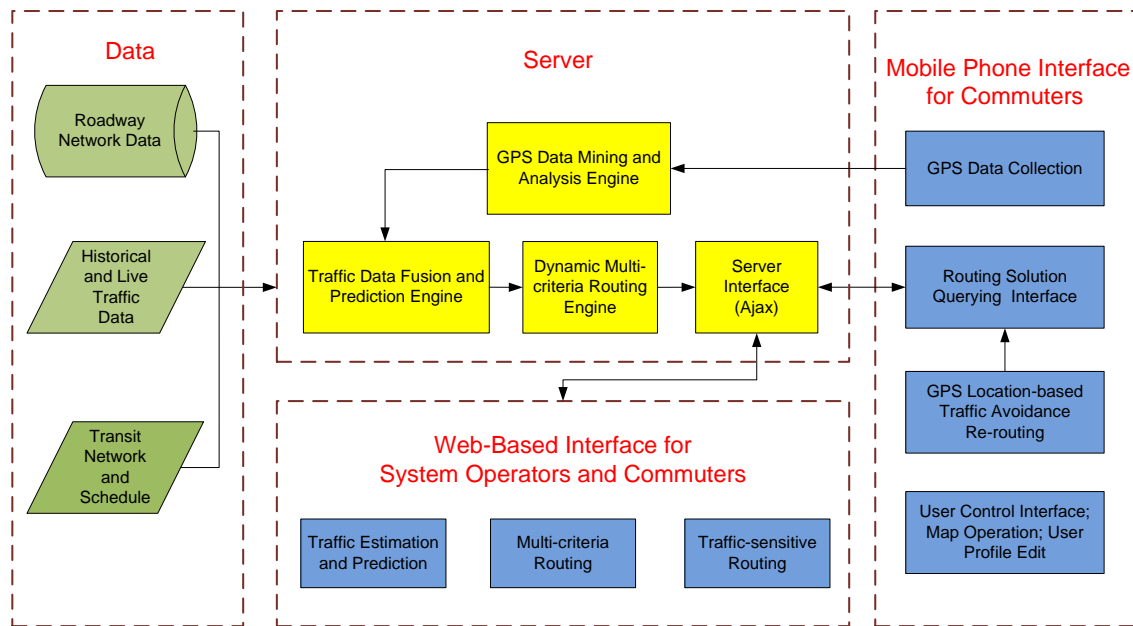 Data
Roadway
Network Data
Historical
and Live
Traffic
Data
Transit
Network
and
Schedule
Server
GPS Data Mining and
Analysis Engine
Traffic Data Fusion and
Prediction Engine
Dynamic Multi-
criteria Routing
Engine
Server
Interface
(Ajax)
Web-Based Interface for
System Operators and Commuters
Traffic Estimation
and Prediction
Multi-criteria
Routing
Traffic-sensitive
Routing
Mobile Phone Interface
for Commuters
GPS Data Collection
Routing Solution
Querying Interface
GPS Location-based
Traffic Avoidance
Re-routing
User Control Interface;
Map Operation; User
Profile Edit